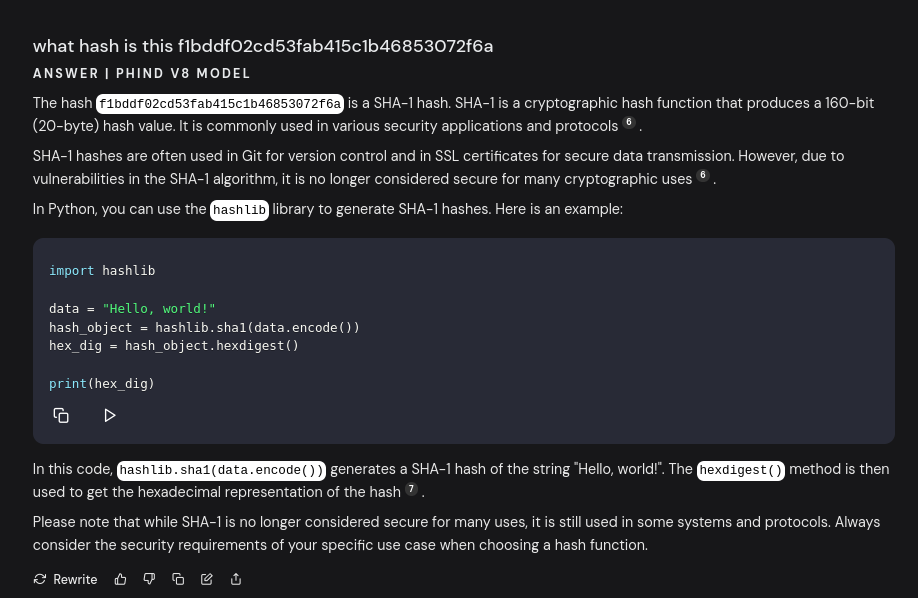 what hash is this f1bddf02cd53fab415c1b46853072f6a
ANSWER | PHIND V8 MODEL
The hash f1bddf02cd53fab415c1b46853072f6a is a SHA-1 hash. SHA-1 is a cryptographic hash function that produces a 160-bit
(20-byte) hash value. It is commonly used in various security applications and protocols 6 .
SHA-1 hashes are often used in Git for version control and in SSL certificates for secure data transmission. However, due to
vulnerabilities in the SHA-1 algorithm, it is no longer considered secure for many cryptographic uses 6 .
In Python, you can use the hashlib library to generate SHA-1 hashes. Here is an example:
import hashlib
data = "Hello, world!"
hash_object = hashlib.sha1(data.encode())
hex_dig = hash_object.hexdigest()
print(hex_dig)
In this code, hashlib.sha1(data.encode()) generates a SHA-1 hash of the string "Hello, world!". The hexdigest() method is then
used to get the hexadecimal representation of the hash 7 .
Please note that while SHA-1 is no longer considered secure for many uses, it is still used in some systems and protocols. Always
consider the security requirements of your specific use case when choosing a hash function.
Rewrite